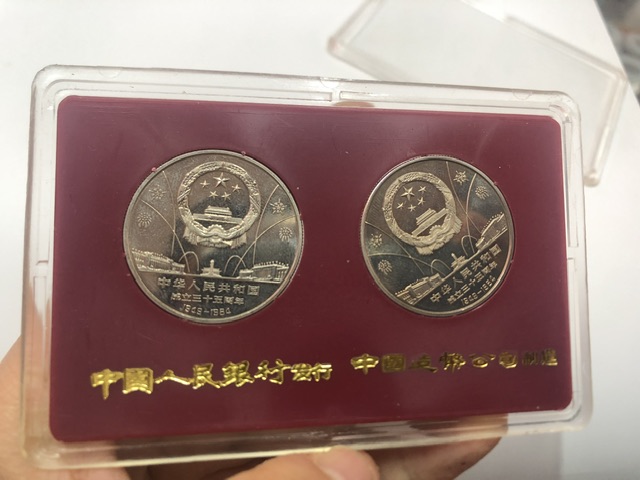 中华人民共和国
成立三十五周年
1949-1984
中华人民共和国
成立三十五周年
1949-1984
中國人民銀行发行
中國造幣公司制造